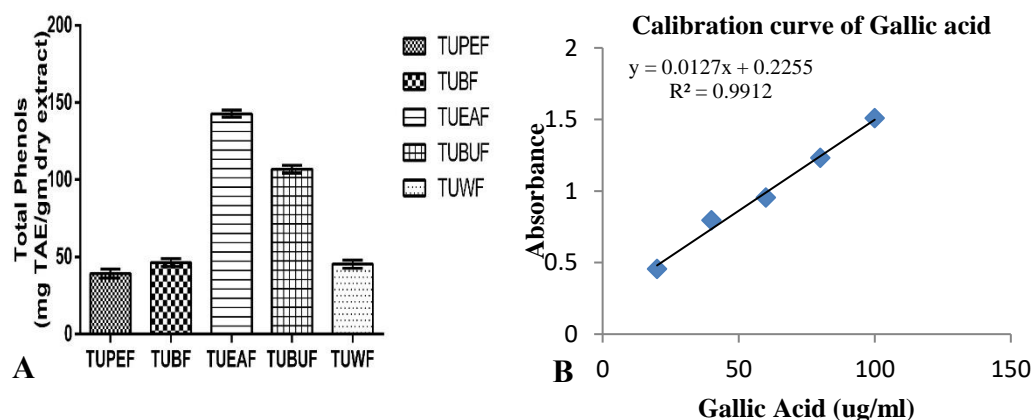 200
150
100
50
0
Total Phenols
(mg TAE/gm dry extract)
TUPEF
TUBF
TUEAF
TUBUF
TUWF
TUPEF TUBF TUEAF TUBUF TUWF
A
Calibration curve of Gallic acid
y = 0.0127x + 0.2255
R² = 0.9912
2
1.5
1
0.5
0
Absorbance
0 50 100 150
Gallic Acid (ug/ml)
B